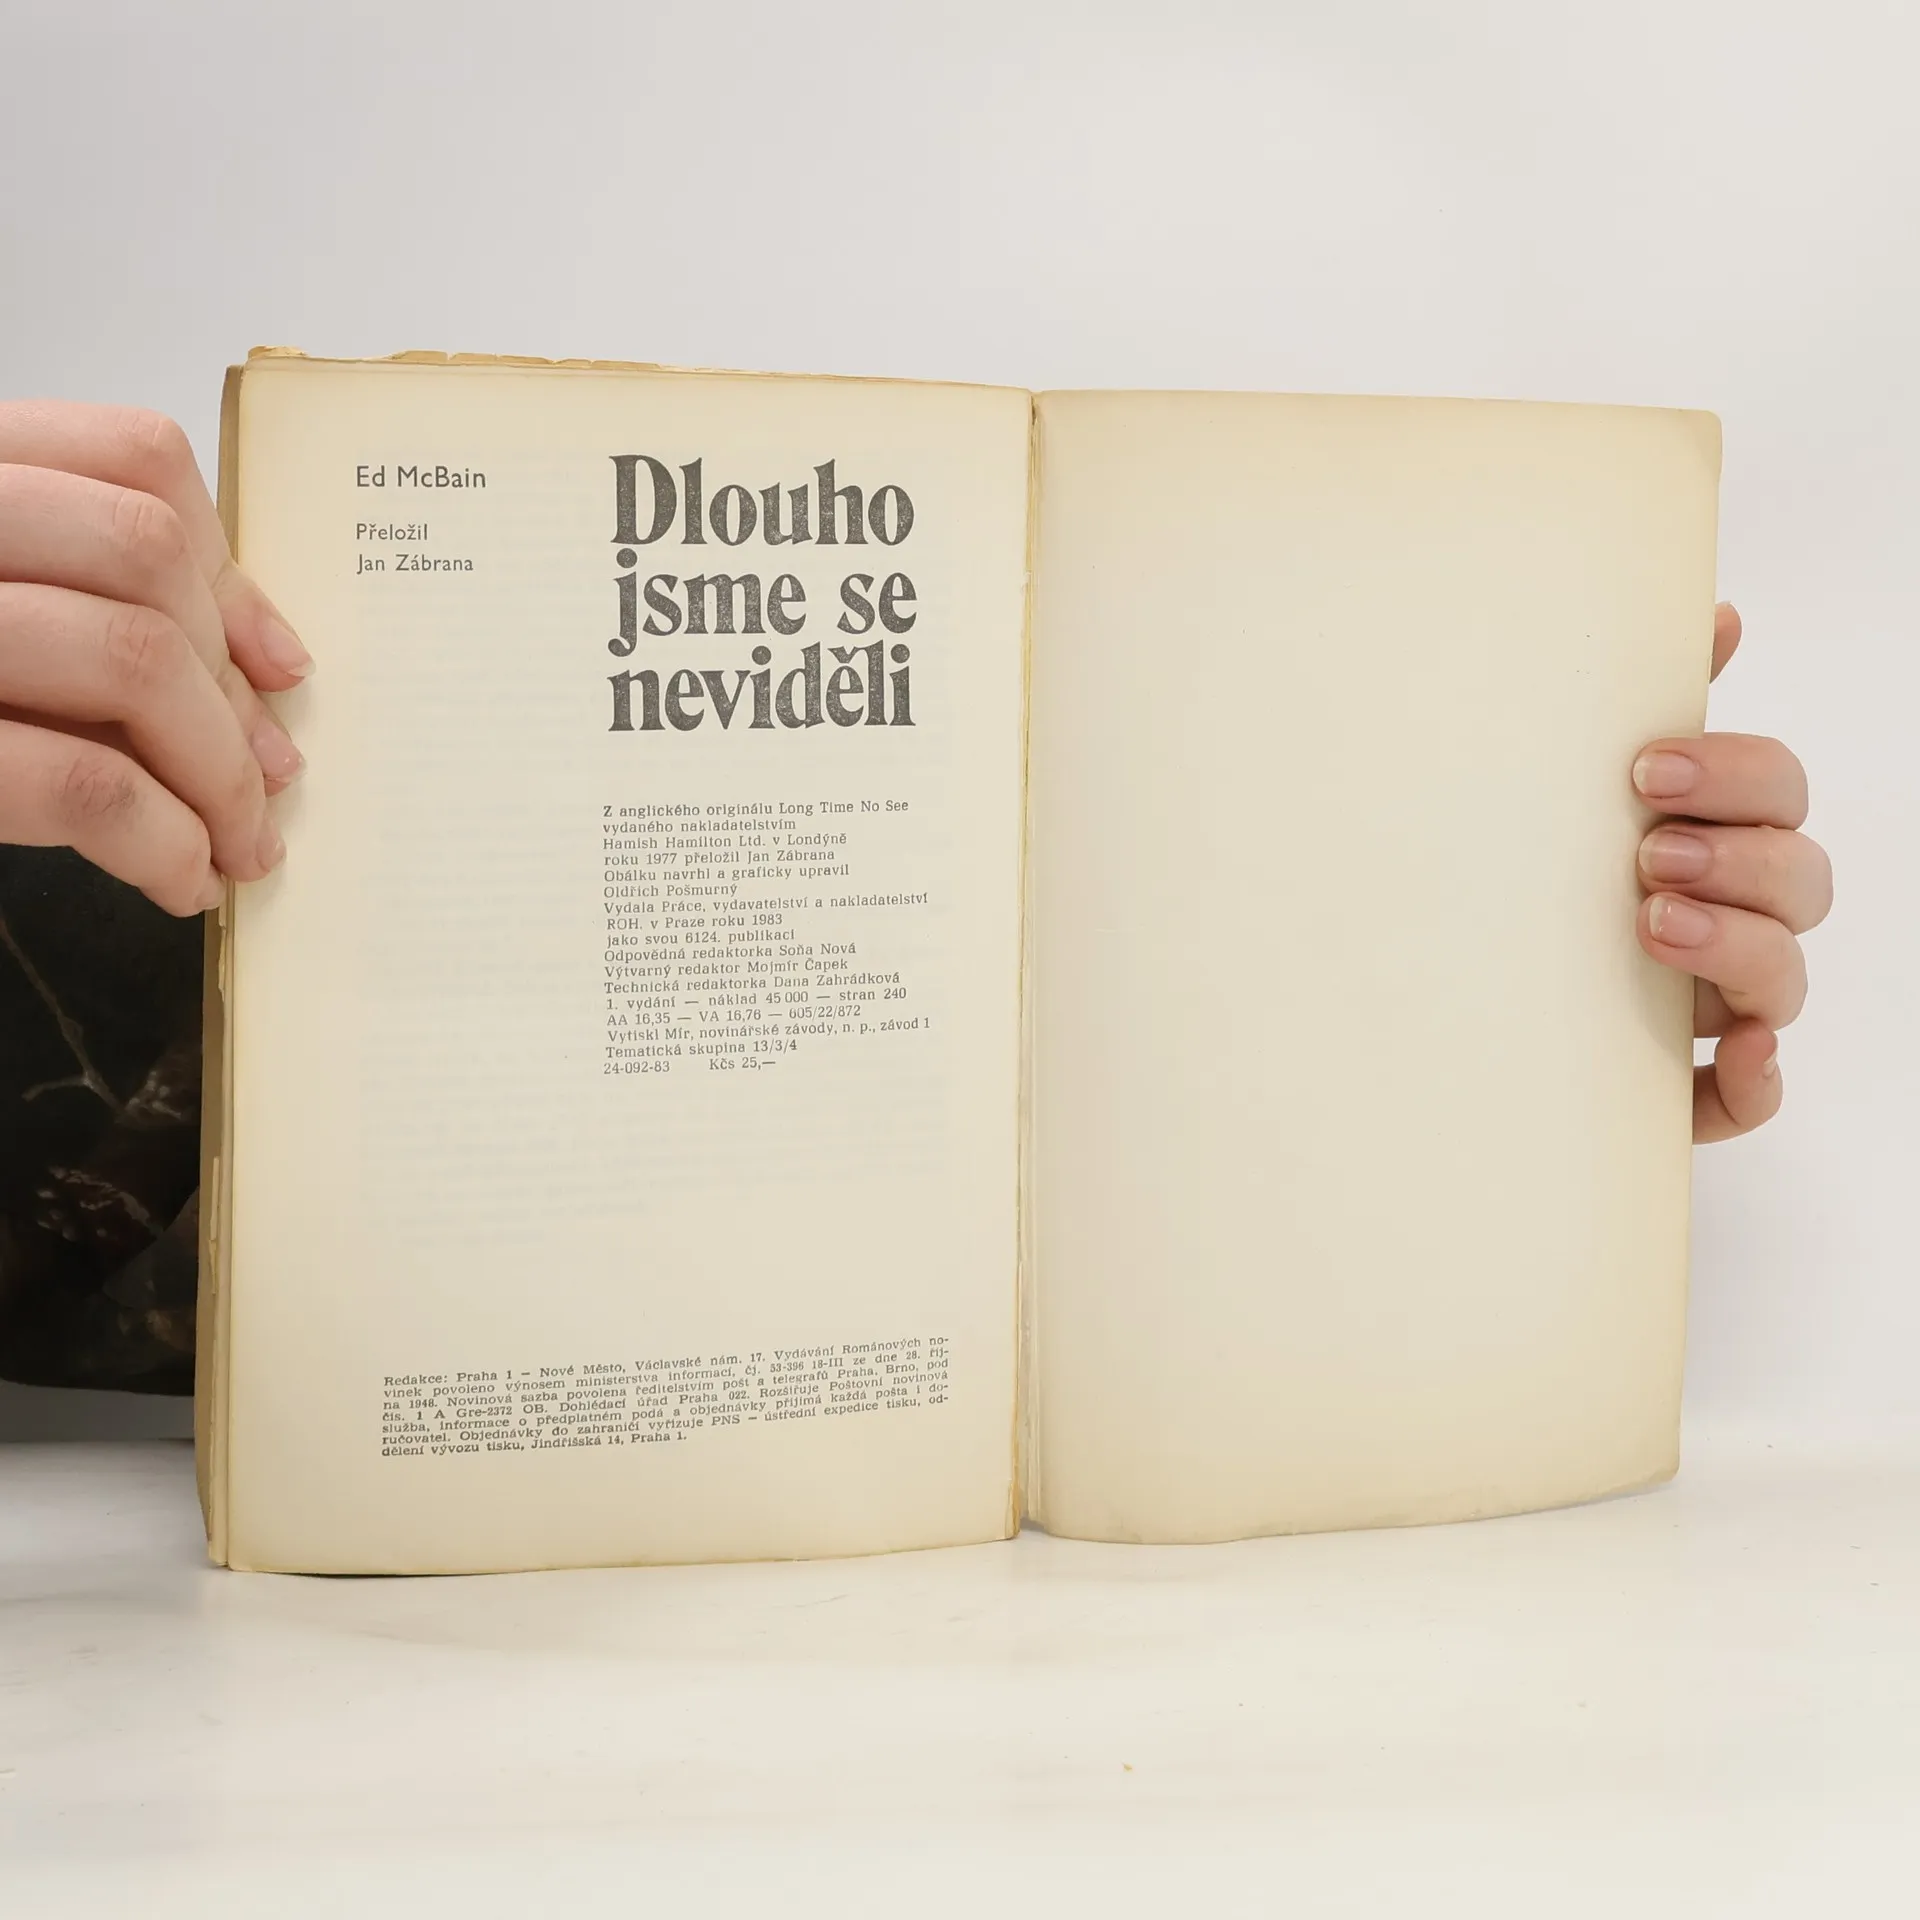 Ed McBain
Přeložil
Jan Zábrana
Dlouho
jsme se
neviděli
Z anglického originálu Long Time No See
vydaného nakladatelstvím
Hamish Hamilton Ltd. v Londýně
roku 1977 přeložil Jan Zábrana
Obálku navrhl a graficky upravil
Oldřich Pošmurný
Vydala Práce, vydavatelství a nakladatelství
ROH, v Praze roku 1983
jako svou 6124. publikaci
Odpovědná redaktorka Soňa Nová
Výtvarný redaktor Mojmír Čapek
Technická redaktorka Dana Zahrádková
1. vydání — náklad 45 000 — stran 240
AA 16,35 — VA 16,76 — 605/22/872
Vytiskl Mír, novinářské závody, n. p., závod 1
Tematická skupina 13/3/4
24-092-83 Kčs 25,—
Redakce: Praha 1 — Nové Město, Václavské nám. 17. Vydávání Románových no-
vinek povoleno výnosem ministerstva informací, čj. 53-396 18-III ze dne 28. říj-
na 1948. Novinová sazba povolena ředitelstvím pošt a telegrafů Praha, Brno, pod
čís. 1 A Gre-2372 OB. Dohlédací úřad Praha 022. Rozšiřuje Poštovní novinová
služba, informace o předplatném podá a objednávky přijímá každá pošta i do-
ručovatel. Objednávky do zahraničí vyřizuje PNS — ústřední expedice tisku, od-
dělení vývozu tisku, Jindřišská 14, Praha 1.